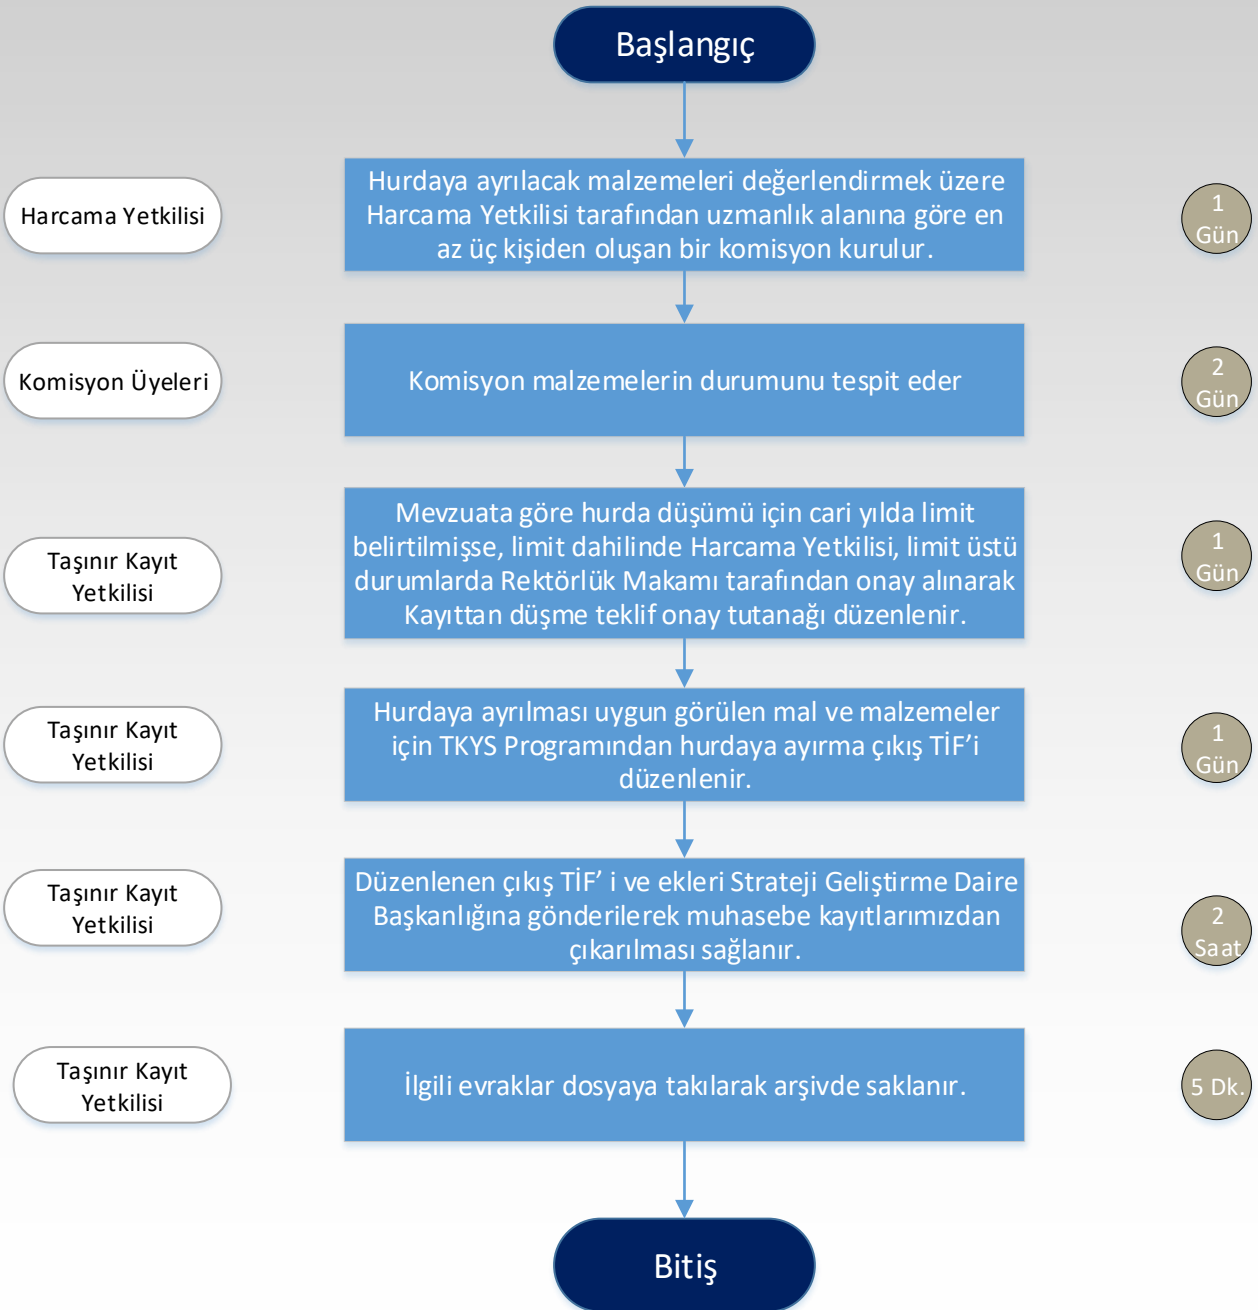 Başlangıç
Harcama Yetkilisi
Hurdaya ayrılacak malzemeleri değerlendirmek üzere
Harcama Yetkilisi tarafından uzmanlık alanına göre en
az üç kişiden oluşan bir komisyon kurulur.
1
Gün
Komisyon Üyeleri
Komisyon malzemelerin durumunu tespit eder
2
Gün
Taşınır Kayıt
Yetkilisi
Mevzuata göre hurda düşümü için cari yılda limit
belirtilmişse, limit dahilinde Harcama Yetkilisi, limit üstü
durumlarda Rektörlük Makamı tarafından onay alınarak
Kayıttan düşme teklif onay tutanağı düzenlenir.
1
Gün
Taşınır Kayıt
Yetkilisi
Hurdaya ayrılması uygun görülen mal ve malzemeler
için TKYS Programından hurdaya ayırma çıkış TİF’i
düzenlenir.
1
Gün
Taşınır Kayıt
Yetkilisi
Düzenlenen çıkış TİF’ i ve ekleri Strateji Geliştirme Daire
Başkanlığına gönderilerek muhasebe kayıtlarımızdan
çıkarılması sağlanır.
2
Saat
Taşınır Kayıt
Yetkilisi
İlgili evraklar dosyaya takılarak arşivde saklanır.
5 Dk.
Bitiş